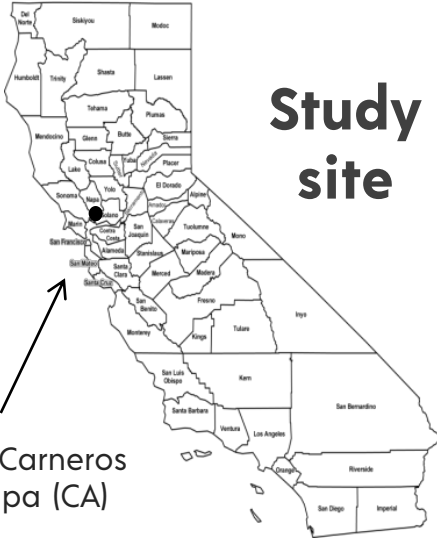 Study
site
Del
Norte
Siskiyou
Modoc
Humboldt
Trinity
Shasta
Lassen
Tehama
Plumas
Mendocino
Glenn
Butte
Sierra
Colusa
Yuba
Nevada
Placer
Lake
El Dorado
Sonoma
Napa
Yolo
Alpine
Amador
Solano
Calaveras
Marin
Contra
Costa
San
Joaquin
Tuolumne
Mono
San Francisco
Alameda
San Mateo
Santa
Clara
Stanislaus
Mariposa
Santa Cruz
Merced
Madera
San
Benito
Fresno
Inyo
Monterey
Kings
Tulare
San Luis
Obispo
Kern
San Bernardino
Santa Barbara
Ventura
Los Angeles
Orange
Riverside
San Diego
Imperial
Carneros
pa (CA)